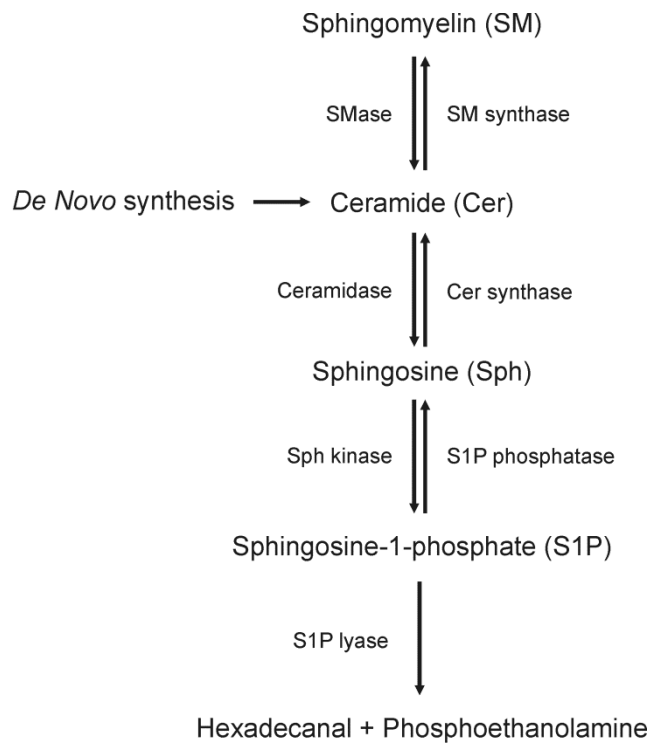 Sphingomyelin (SM)
SMase
SM synthase
De Novo synthesis
Ceramide (Cer)
Ceramidase
Cer synthase
Sphingosine (Sph)
Sph kinase
S1P phosphatase
Sphingosine-1-phosphate (S1P)
S1P lyase
Hexadecanal + Phosphoethanolamine